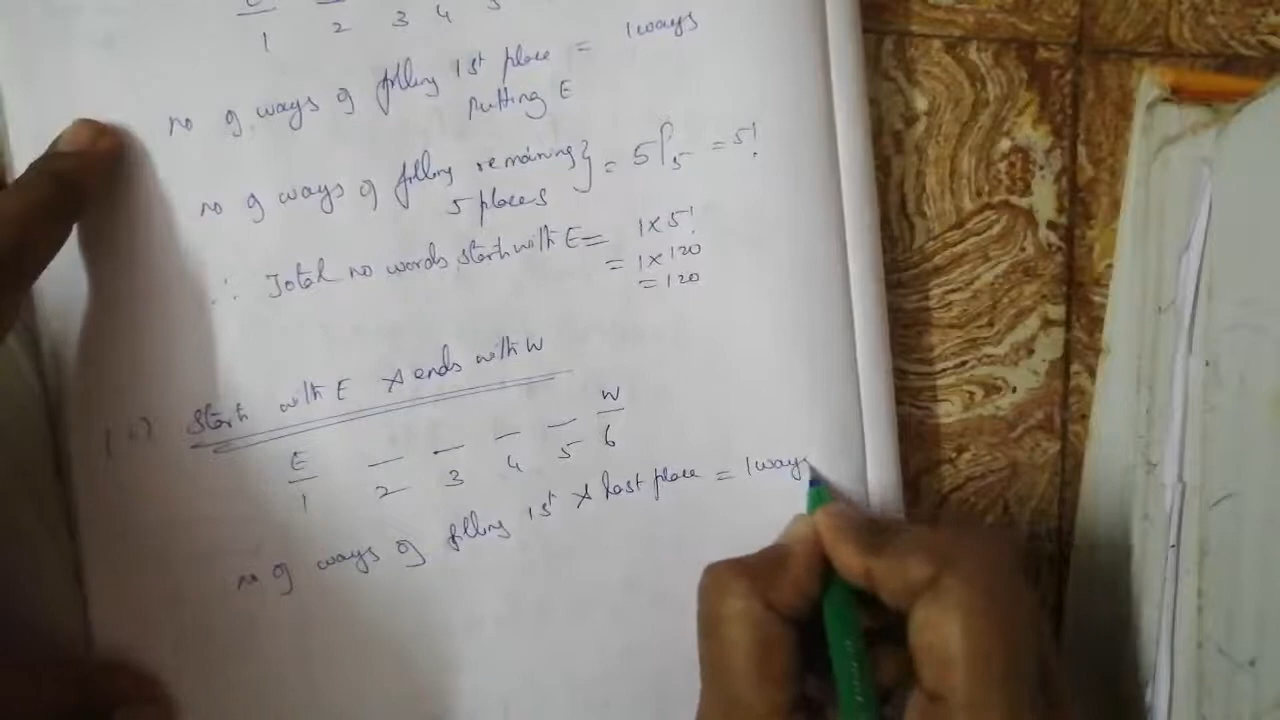 1 2 3 4 5
no of ways of filling 1st place = 1 ways
putting E
no of ways of filling remaining } = 5P5 = 5!
5 places
∴ Total no words start with E = 1 × 5!
= 1 × 120
= 120
(ii) Start with E & ends with W
E _ _ _ _ W
1 2 3 4 5 6
no of ways of filling 1st & last place = 1 ways